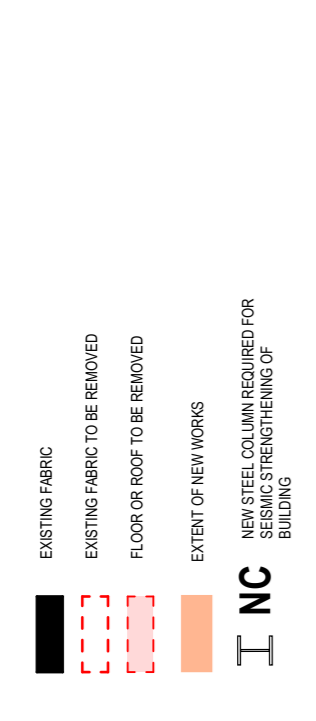 EXISTING FABRIC
EXISTING FABRIC TO BE REMOVED
FLOOR OR ROOF TO BE REMOVED
EXTENT OF NEW WORKS
NC
NEW STEEL COLUMN REQUIRED FOR
SEISMIC STRENGTHENING OF
BUILDING